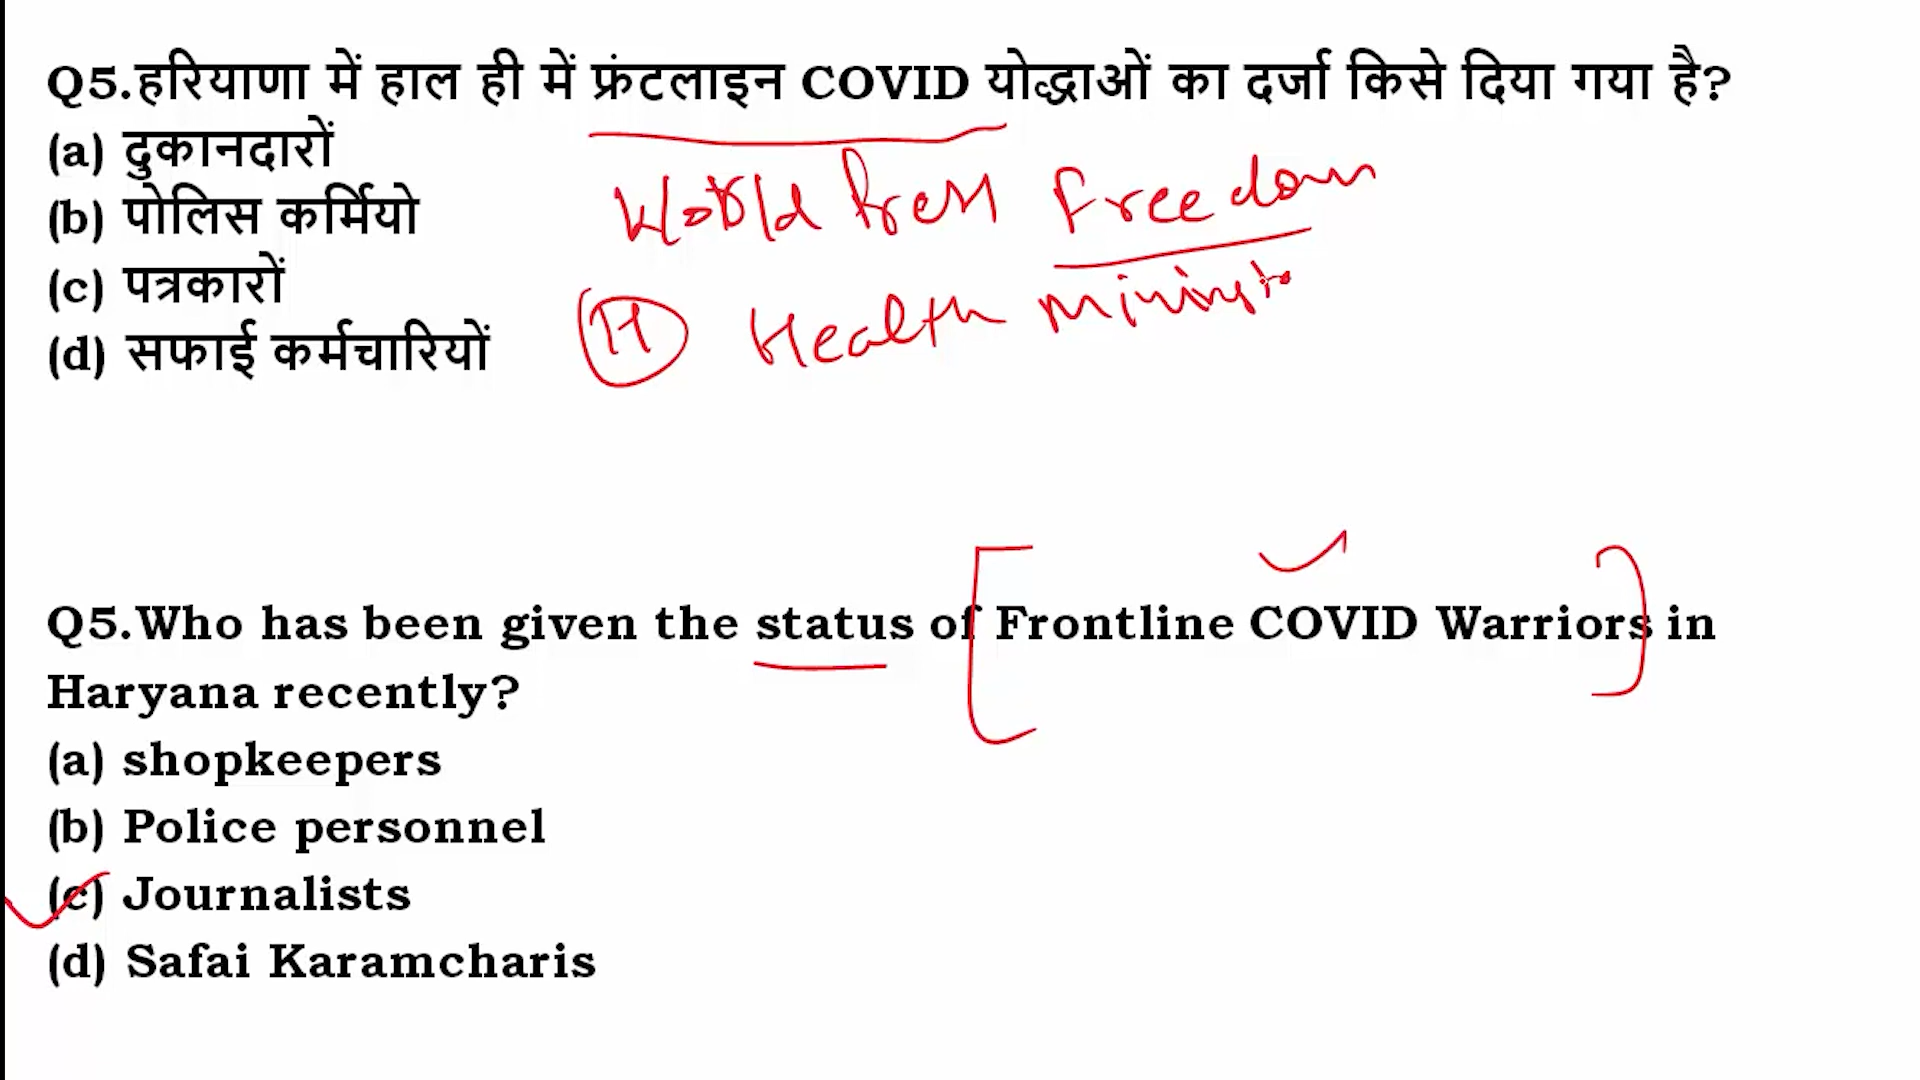 Q5.हरियाणा में हाल ही में फ्रंटलाइन COVID योद्धाओं का दर्जा किसे दिया गया है?
(a) दुकानदारों
(b) पोलिस कर्मियो
(c) पत्रकारों
(d) सफाई कर्मचारियों
World Press Freedom
H Health
Q5.Who has been given the status of Frontline COVID Warriors in
Haryana recently?
(a) shopkeepers
(b) Police personnel
(c) Journalists
(d) Safai Karamcharis